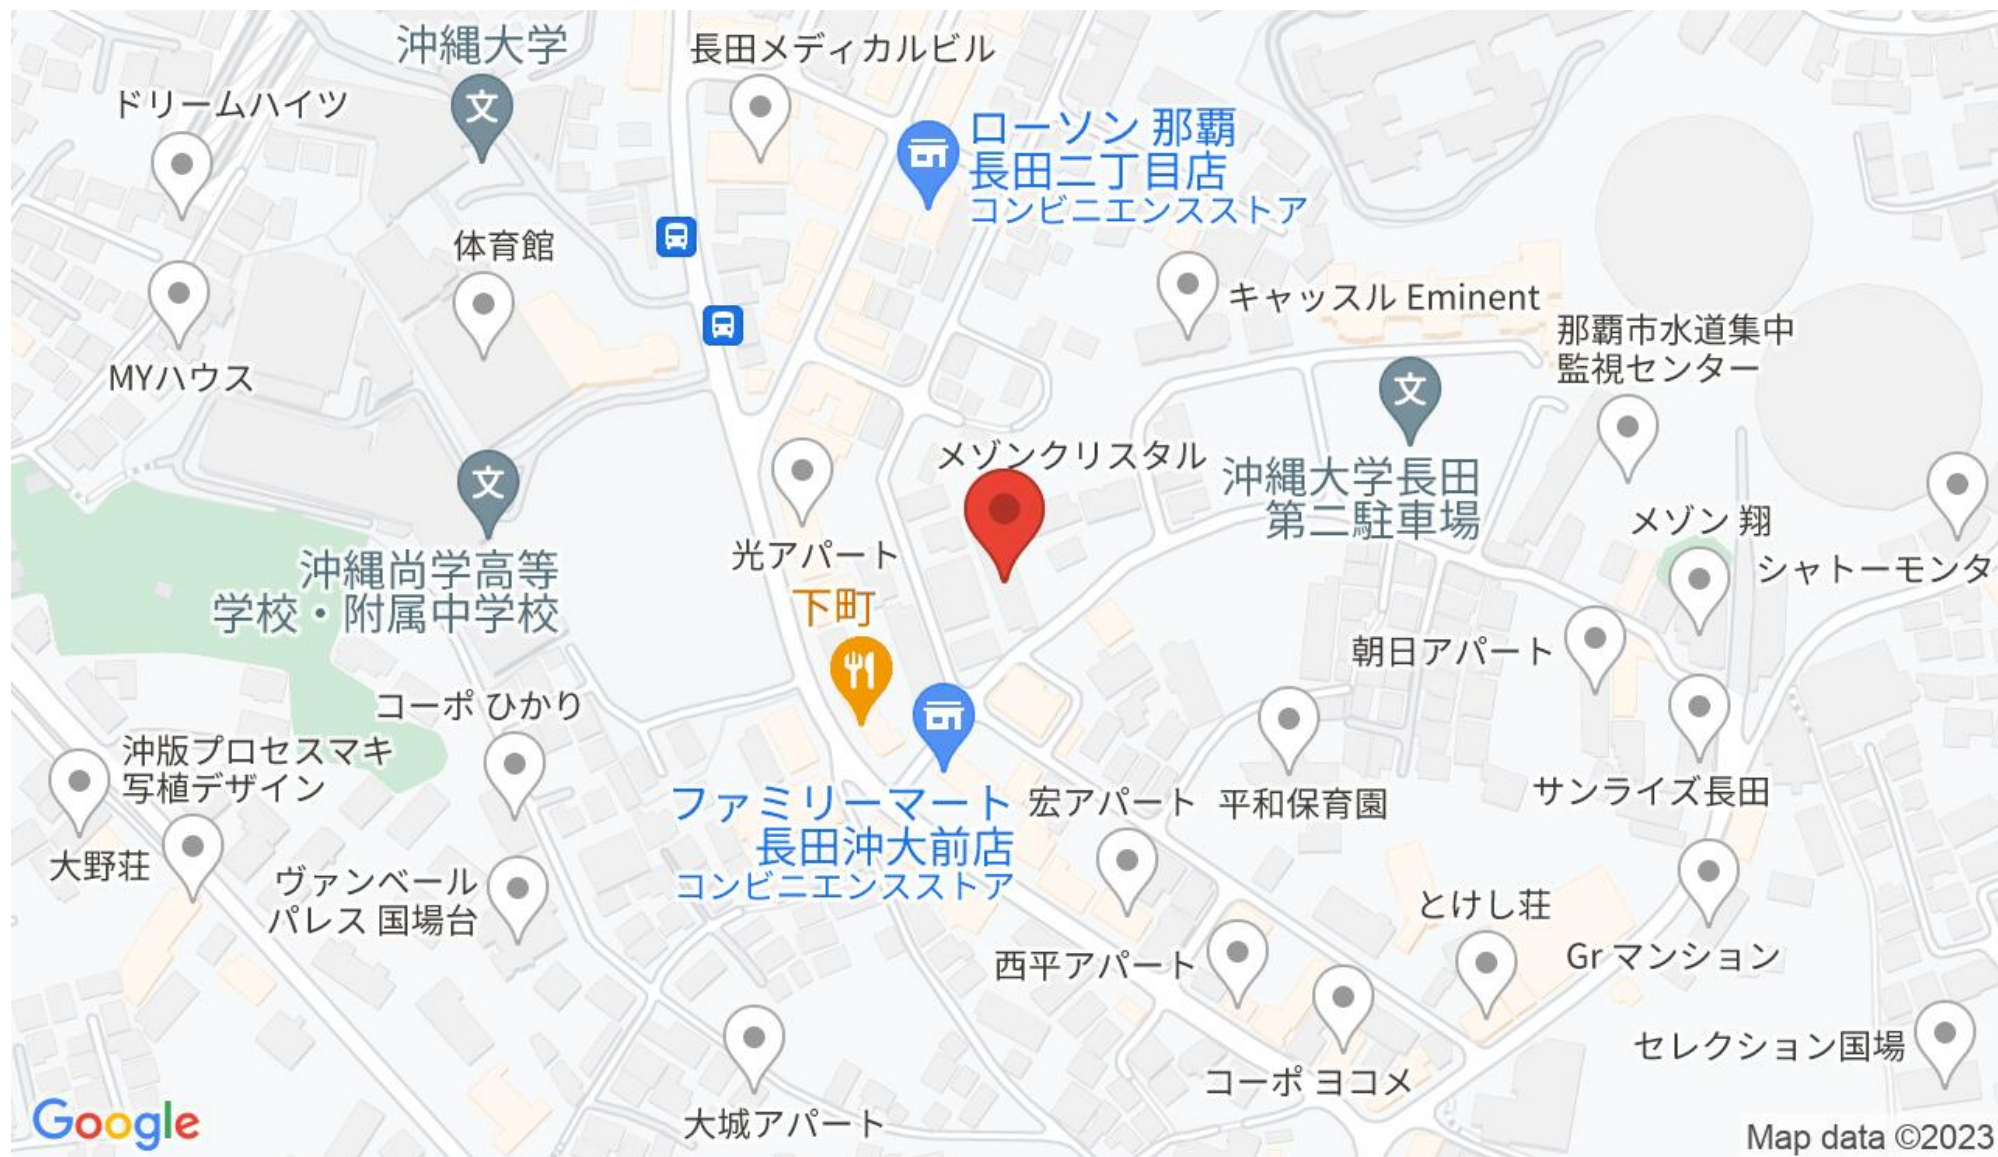 沖縄大学
長田メディカルビル
ドリームハイツ
ローソン 那覇
長田二丁目店
コンビニエンスストア
体育館
キャッスル Eminent
那覇市水道集中
監視センター
MYハウス
メゾンクリスタル
沖縄大学長田
第二駐車場
メゾン 翔
光アパート
シャトーモンタ
沖縄尚学高等
学校・附属中学校
下町
朝日アパート
コーポ ひかり
沖版プロセスマキ
写植デザイン
ファミリーマート
長田沖大前店
コンビニエンスストア
宏アパート
平和保育園
サンライズ長田
大野荘
ヴァンベール
パレス 国場台
とけし荘
西平アパート
Gr マンション
セレクション国場
コーポ ヨコメ
大城アパート
Google
Map data ©2023